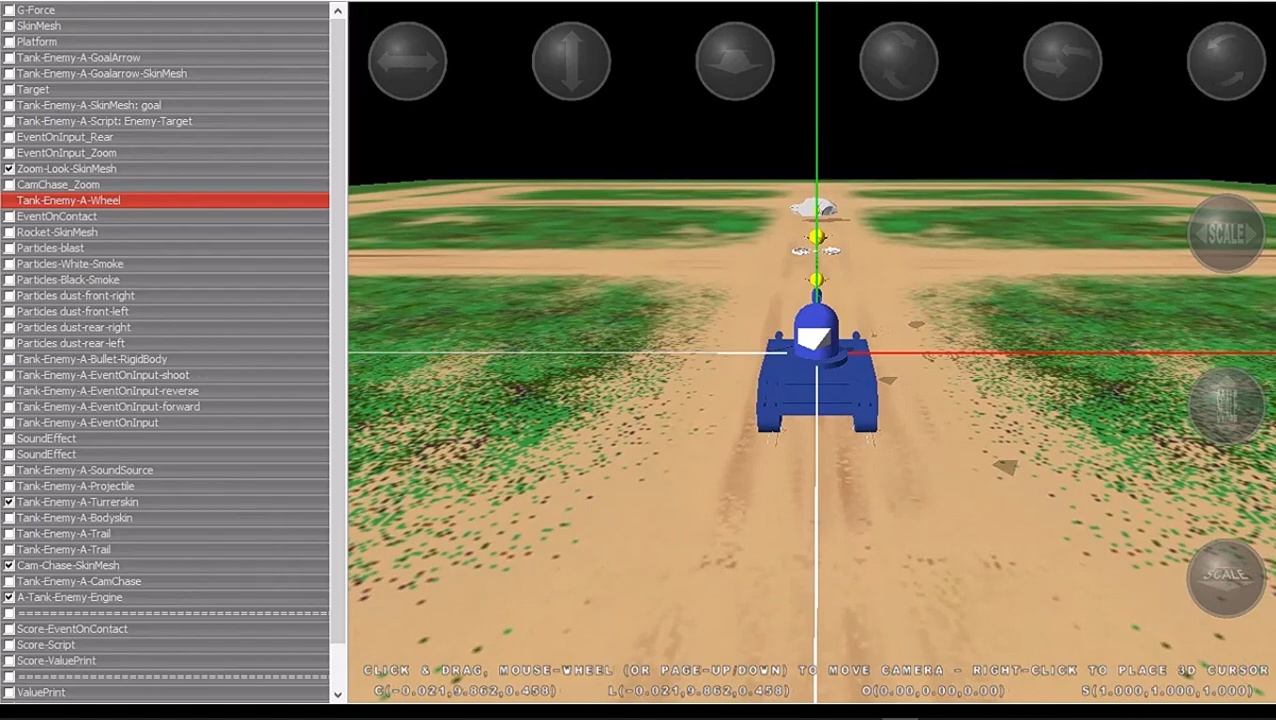 G-Force
SkinMesh
Platform
Tank-Enemy-A-GoalArrow
Tank-Enemy-A-Goalarrow-SkinMesh
Target
Tank-Enemy-A-SkinMesh: goal
Tank-Enemy-A-Script: Enemy-Target
EventOnInput_Rear
EventOnInput_Zoom
Zoom-Look-SkinMesh
CamChase_Zoom
Tank-Enemy-A-Wheel
EventOnContact
Rocket-SkinMesh
Particles-blast
Particles-White-Smoke
Particles-Black-Smoke
Particles dust-front-right
Particles dust-front-left
Particles dust-rear-right
Particles dust-rear-left
Tank-Enemy-A-Bullet-RigidBody
Tank-Enemy-A-EventOnInput-shoot
Tank-Enemy-A-EventOnInput-reverse
Tank-Enemy-A-EventOnInput-forward
Tank-Enemy-A-EventOnInput
SoundEffect
SoundEffect
Tank-Enemy-A-SoundSource
Tank-Enemy-A-Projectile
Tank-Enemy-A-Turrerskin
Tank-Enemy-A-Bodyskin
Tank-Enemy-A-Trail
Tank-Enemy-A-Trail
Cam-Chase-SkinMesh
Tank-Enemy-A-CamChase
A-Tank-Enemy-Engine
========================================
Score-EventOnContact
Score-Script
Score-ValuePrint
========================================
ValuePrint
SCALE
SCALE
CLICK & DRAG, MOUSE-WHEEL (OR PAGE-UP/DOWN) TO MOVE CAMERA - RIGHT-CLICK TO PLACE 3D CURSOR
C(-0.021,9.862,0.458) L(-0.021,9.862,0.458) O(0.00,0.00,0.00) S(1.000,1.000,1.000)